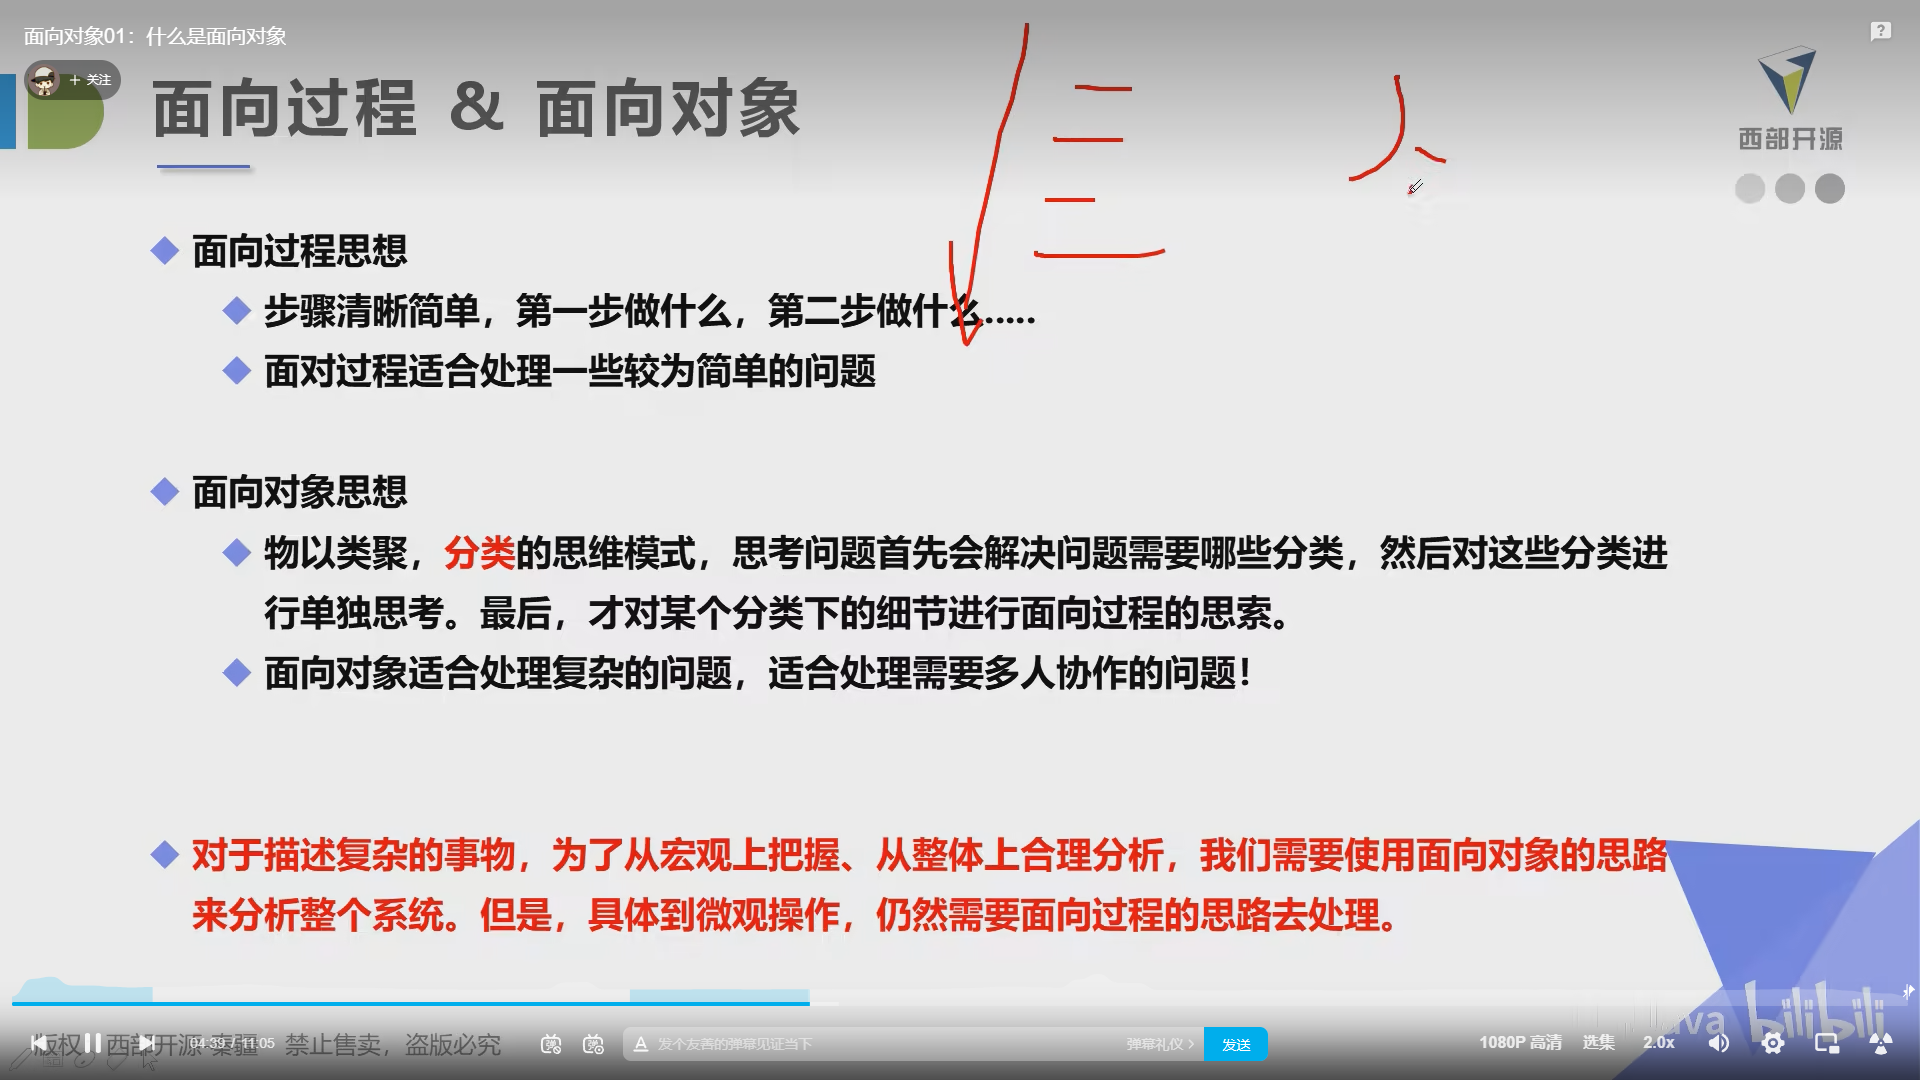 面向对象01：什么是面向对象
+ 关注
面向过程 & 面向对象
西部开源
面向过程思想
步骤清晰简单，第一步做什么，第二步做什么.....
面对过程适合处理一些较为简单的问题
面向对象思想
物以类聚，分类的思维模式，思考问题首先会解决问题需要哪些分类，然后对这些分类进
行单独思考。最后，才对某个分类下的细节进行面向过程的思索。
面向对象适合处理复杂的问题，适合处理需要多人协作的问题！
对于描述复杂的事物，为了从宏观上把握、从整体上合理分析，我们需要使用面向对象的思路
来分析整个系统。但是，具体到微观操作，仍然需要面向过程的思路去处理。
bilibili
版权 西部开源-秦疆 禁止售卖，盗版必究
04:39 / 11:05
发个友善的弹幕见证当下
弹幕礼仪 >
发送
1080P 高清
选集
2.0x